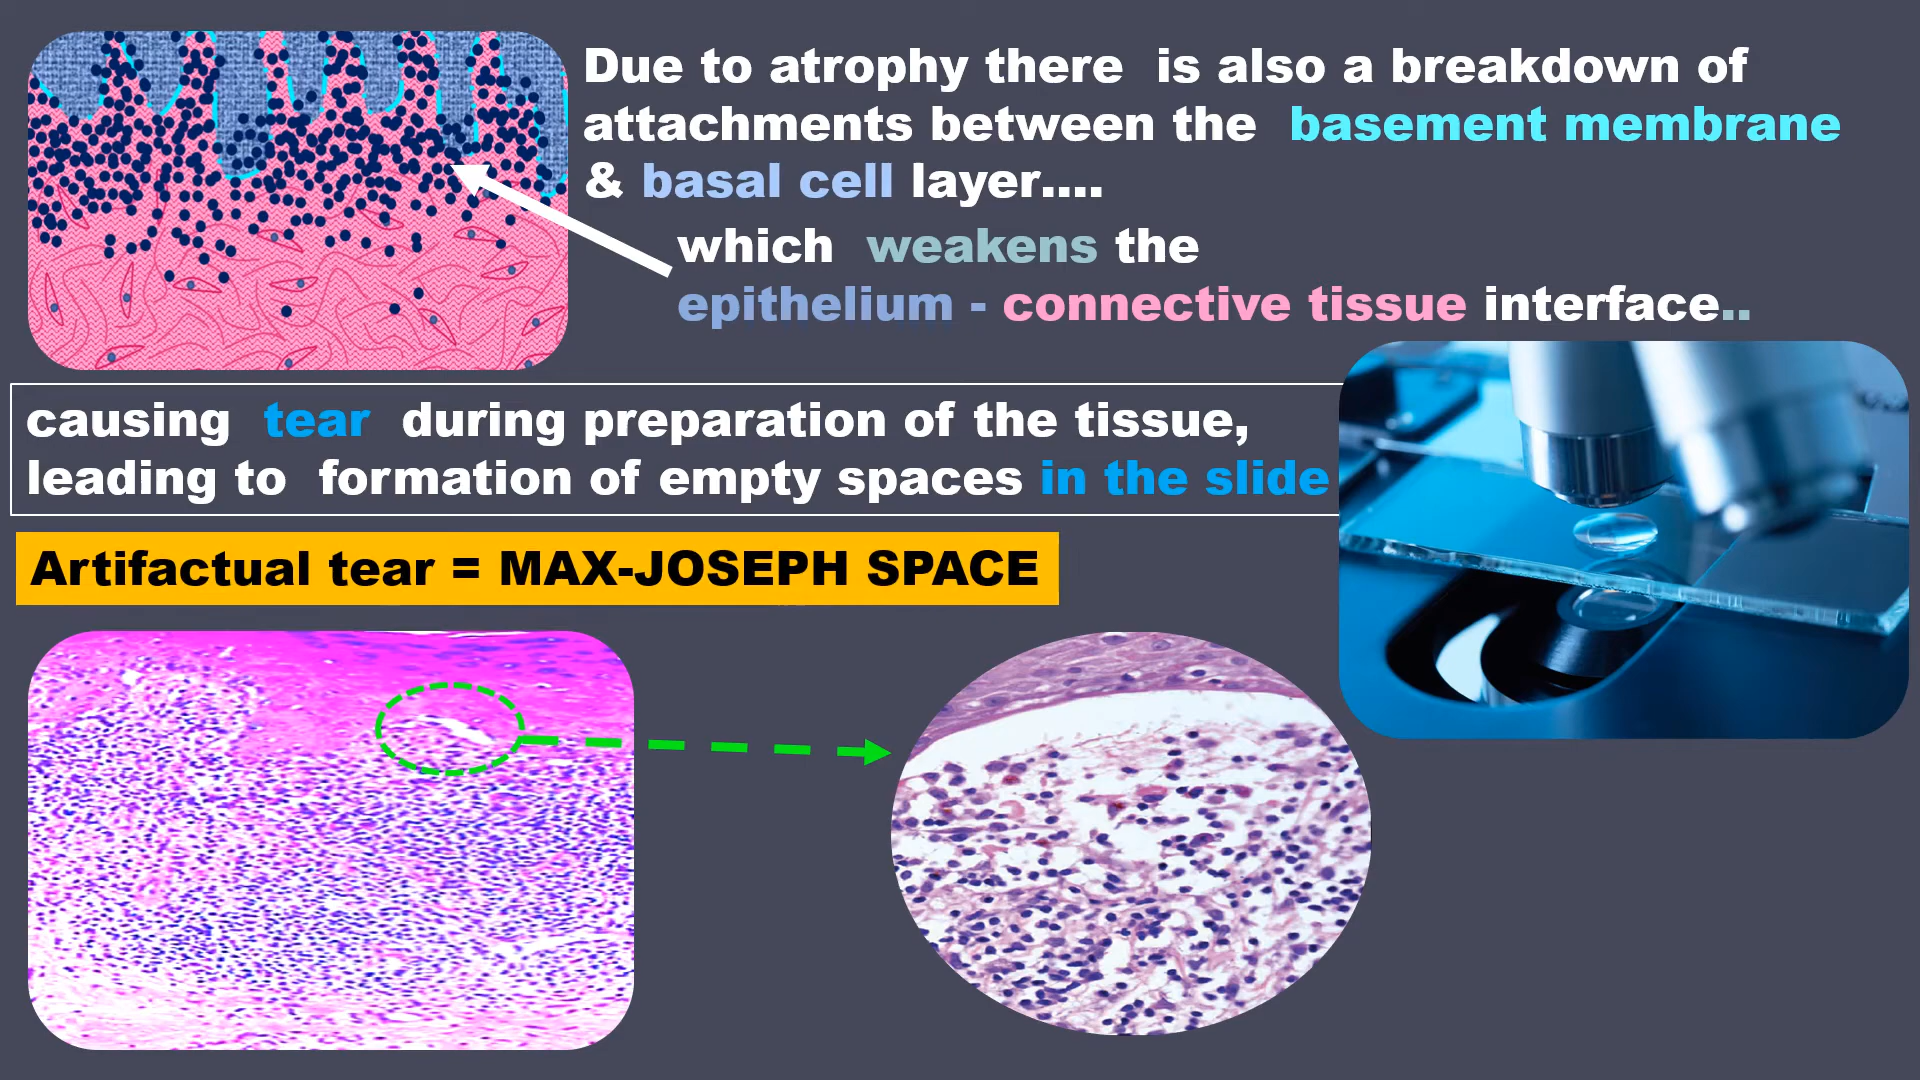 Due to atrophy there is also a breakdown of
attachments between the basement membrane
& basal cell layer....
which weakens the
epithelium - connective tissue interface..
causing tear during preparation of the tissue,
leading to formation of empty spaces in the slide
Artifactual tear = MAX-JOSEPH SPACE